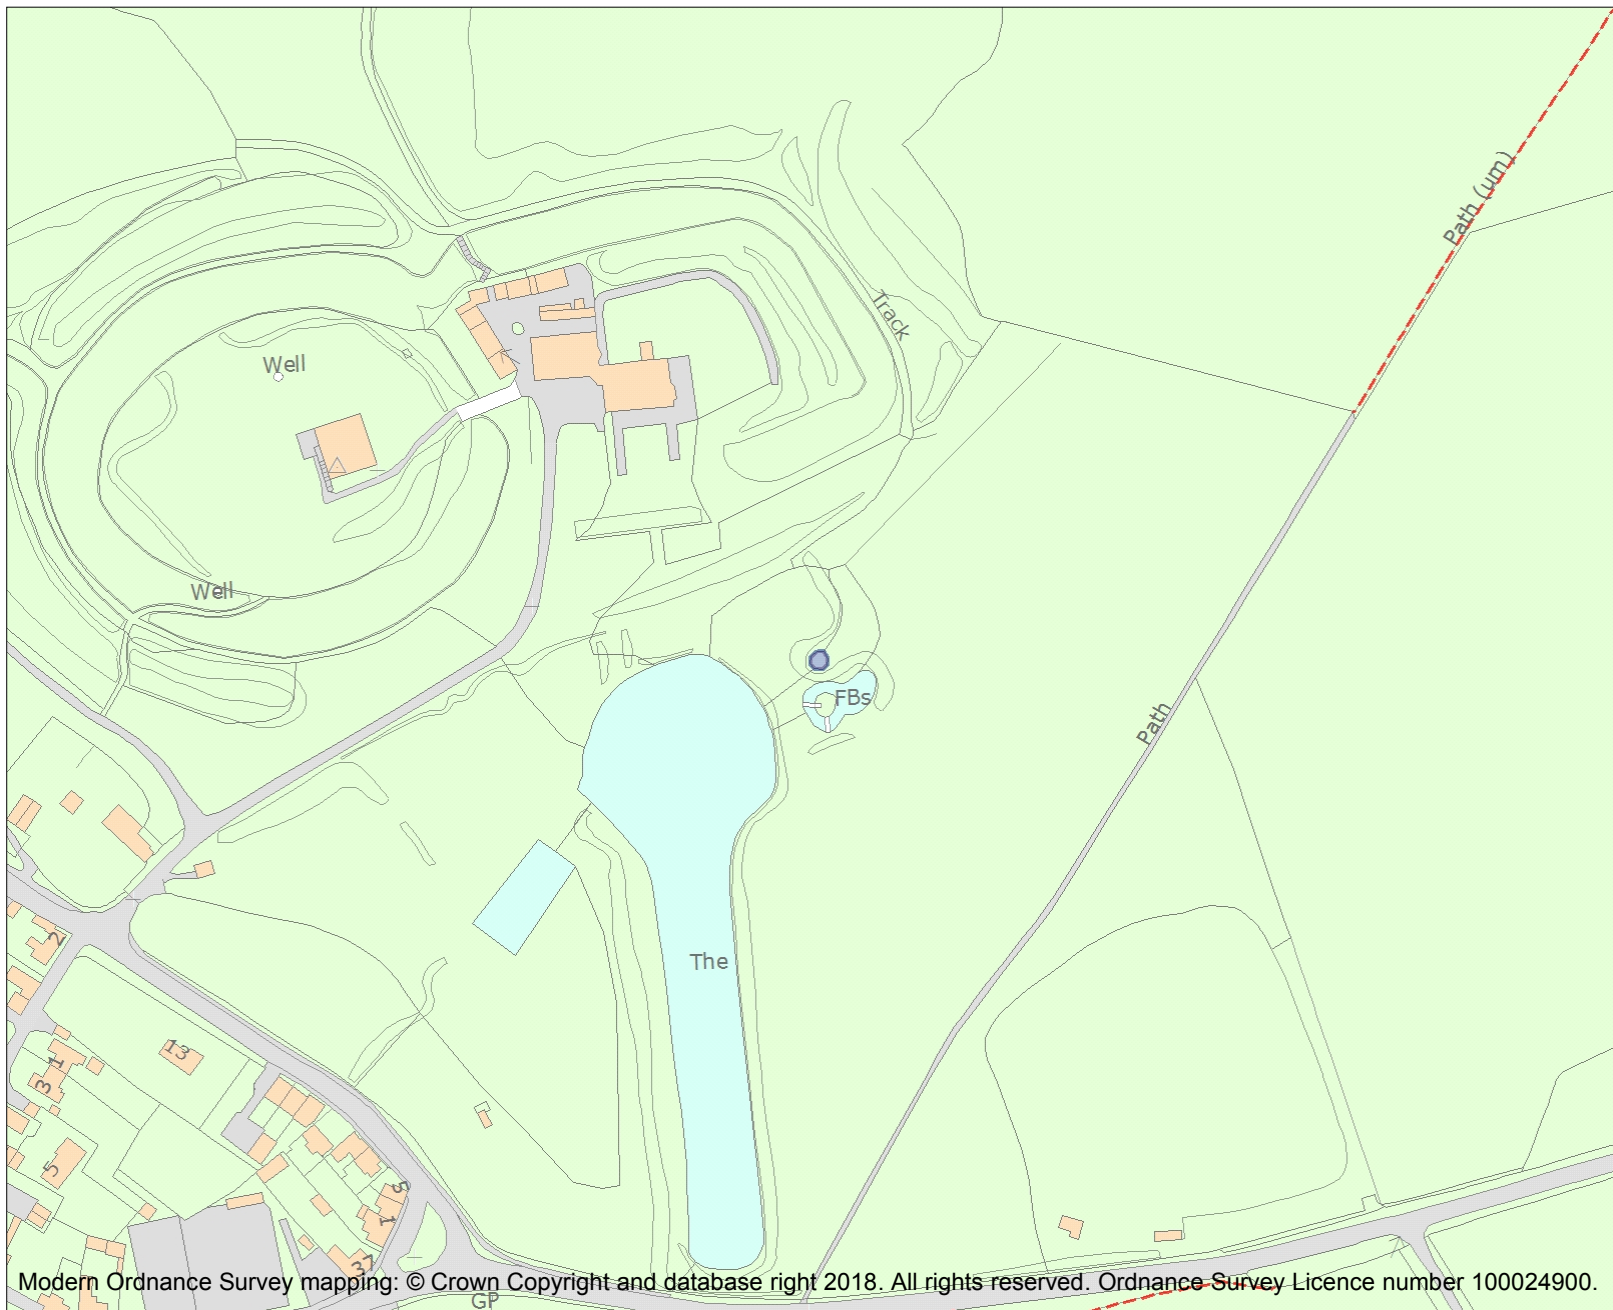 Path (um)
Track
Well
Well
FBs
Path
2
The
13
1
3
5
5
1
37
GP
Modern Ordnance Survey mapping: © Crown Copyright and database right 2018. All rights reserved. Ordnance Survey Licence number 100024900.